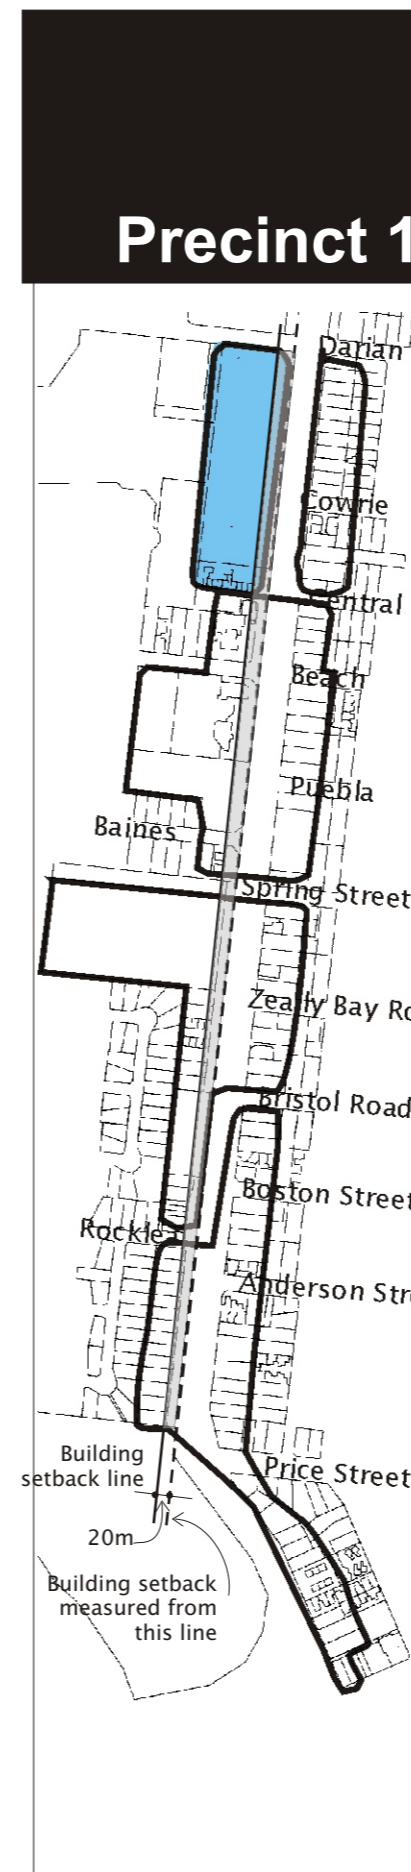 Precinct 1
Darian
Cowrie
Central
Beach
Puebla
Baines
Spring Street
Zeally Bay Ro
Bristol Road
Boston Street
Rockle
Anderson Str
Price Street
Building
setback line
20m
Building setback
measured from
this line